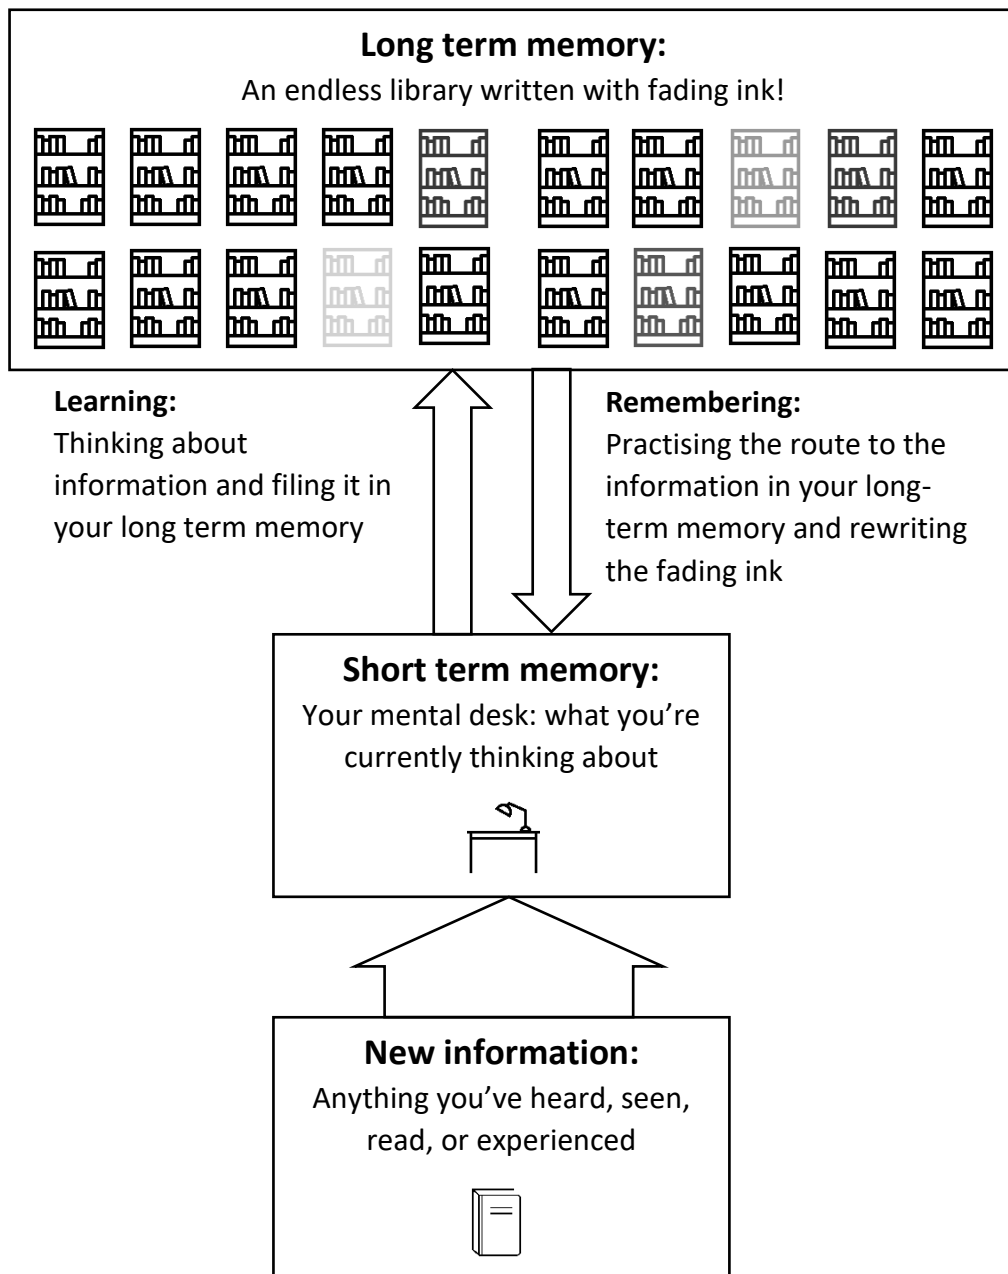 Long term memory:
An endless library written with fading ink!
Learning:
Thinking about
information and filing it in
your long term memory
Remembering:
Practising the route to the
information in your long-
term memory and rewriting
the fading ink
Short term memory:
Your mental desk: what you’re
currently thinking about
New information:
Anything you’ve heard, seen,
read, or experienced